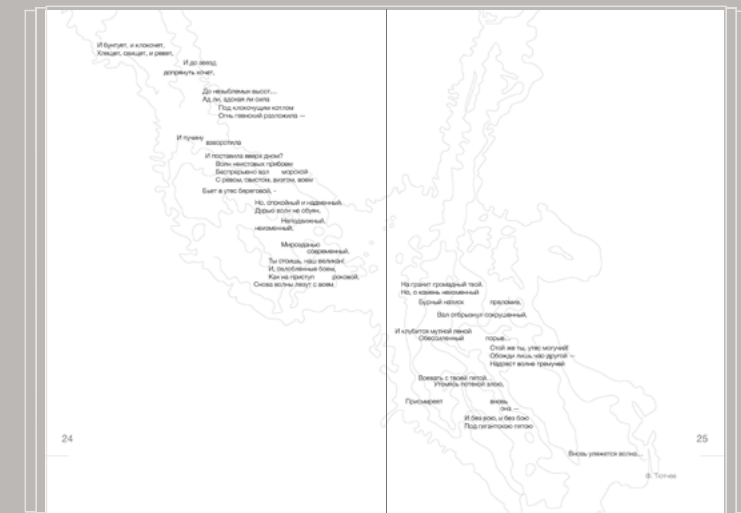 И бунтует, и клокочет,
Хлещет, свищет, и ревет,
И до звезд
допрянуть хочет,
До незыблемых высот...
Ад ли, адская ли сила
Под клокочущим котлом
Огнь геенский разложила —
И пучину
взворотила
И поставила вверх дном?
Волн неистовых прибоем
Беспрерывно вал морской
С ревом, свистом, визгом, воем
Бьет в утес береговой, -
Но, спокойный и надменный,
Дурью волн не обуян,
Неподвижный,
неизменный,
Мирозданью
современный,
Ты стоишь, наш великан!
И, озлобленные боем,
Как на приступ роковой,
Снова волны лезут с воем
24
На гранит громадный твой.
Но, о камень неизменный
Бурный натиск преломив,
Вал отбрызнул сокрушенный,
И клубится мутной пеной
Обессиленный порыв...
Стой же ты, утес могучий!
Обожди лишь час-другой —
Надоест волне гремучей
Воевать с твоей пятой...
Утомясь потехой злою,
Присмиреет вновь
она —
И без вою, и без бою
Под гигантскою пятою
Вновь уляжется волна...
Ф. Тютчев
25